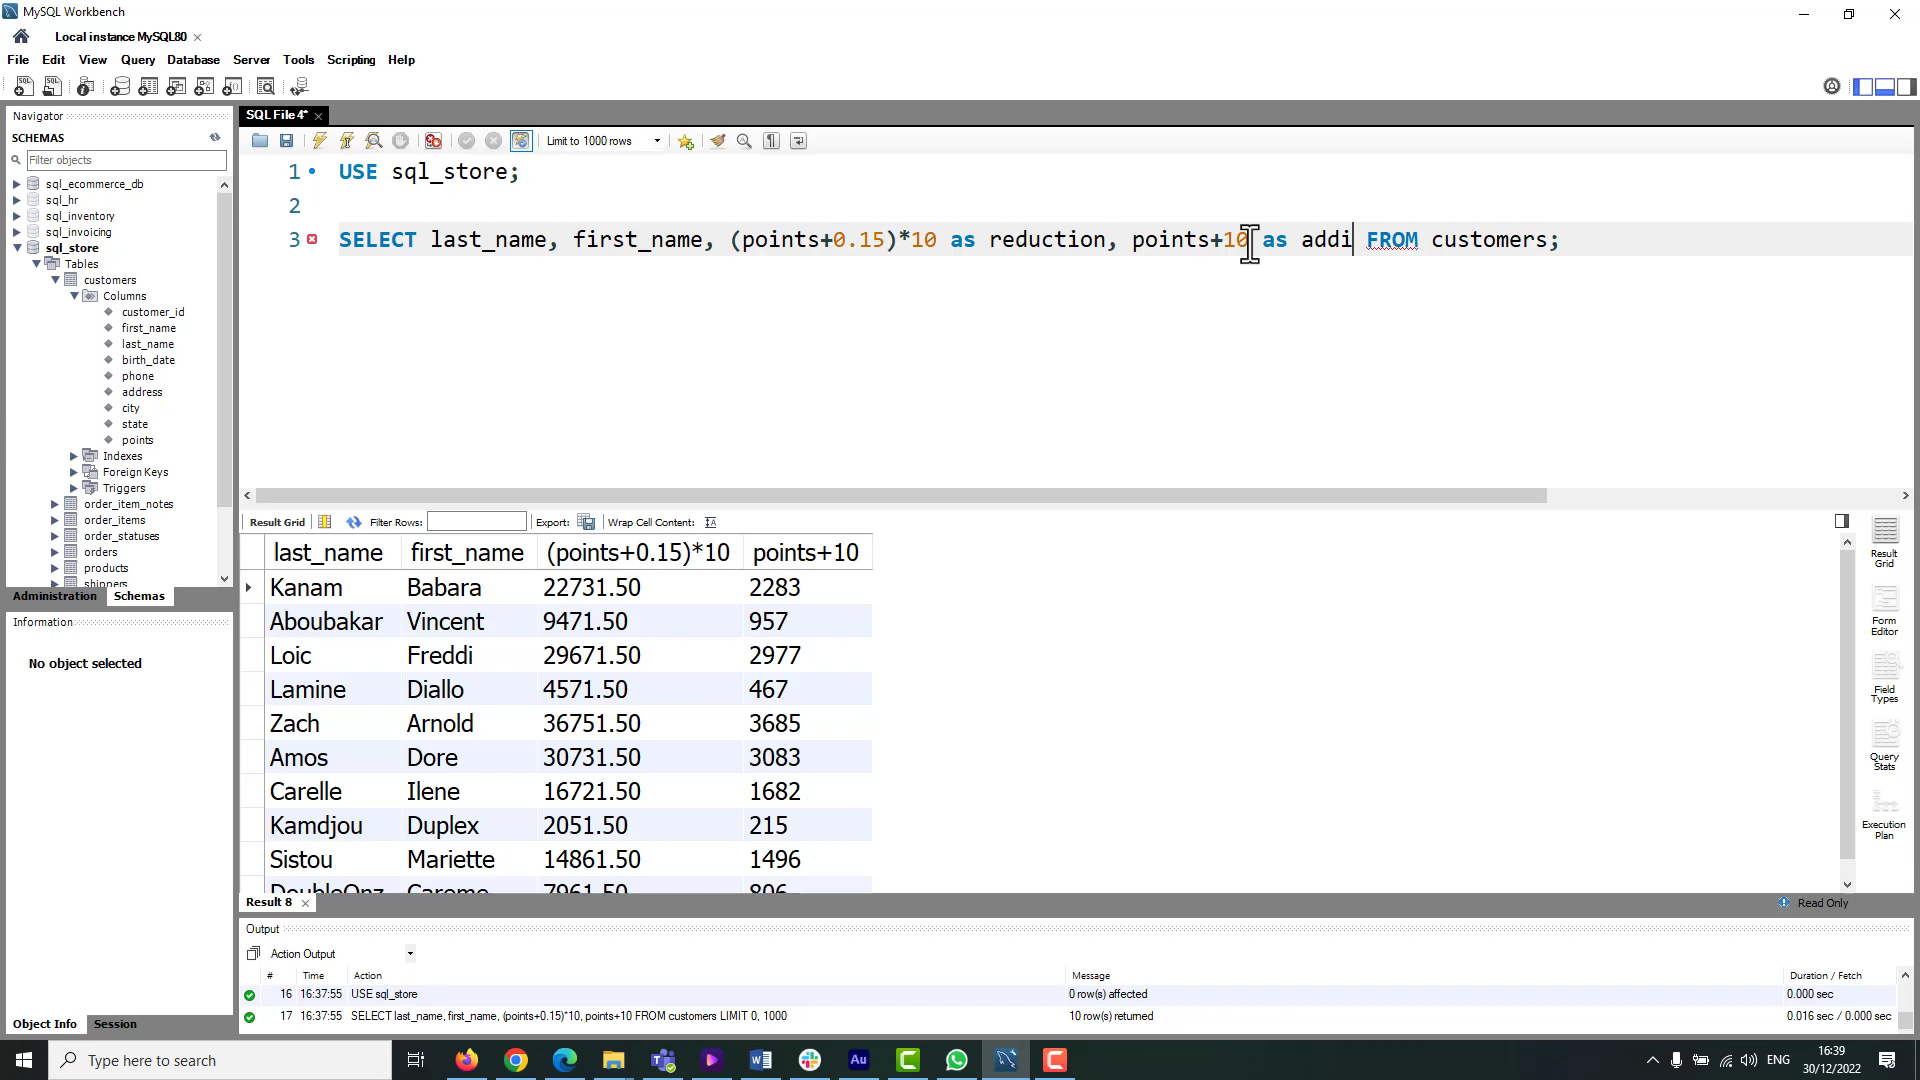 MySQL Workbench
Local instance MySQL80
File Edit View Query Database Server Tools Scripting Help
Navigator
SCHEMAS
Filter objects
sql_ecommerce_db
sql_hr
sql_inventory
sql_invoicing
sql_store
Tables
customers
Columns
customer_id
first_name
last_name
birth_date
phone
address
city
state
points
Indexes
Foreign Keys
Triggers
order_item_notes
order_items
order_statuses
orders
products
shippers
Administration Schemas
Information
No object selected
Object Info Session
SQL File 4*
Limit to 1000 rows
1 USE sql_store;
2
3 SELECT last_name, first_name, (points+0.15)*10 as reduction, points+10 as addi FROM customers;
Result Grid Filter Rows: Export: Wrap Cell Content:
last_name first_name (points+0.15)*10 points+10
Kanam Babara 22731.50 2283
Aboubakar Vincent 9471.50 957
Loic Freddi 29671.50 2977
Lamine Diallo 4571.50 467
Zach Arnold 36751.50 3685
Amos Dore 30731.50 3083
Carelle Ilene 16721.50 1682
Kamdjou Duplex 2051.50 215
Sistou Mariette 14861.50 1496
DoubleOnz Careme 7961.50 806
Result Grid
Form Editor
Field Types
Query Stats
Execution Plan
Result 8
Read Only
Output
Action Output
# Time Action Message Duration / Fetch
16 16:37:55 USE sql_store 0 row(s) affected 0.000 sec
17 16:37:55 SELECT last_name, first_name, (points+0.15)*10, points+10 FROM customers LIMIT 0, 1000 10 row(s) returned 0.016 sec / 0.000 sec
Type here to search
ENG
16:39
30/12/2022